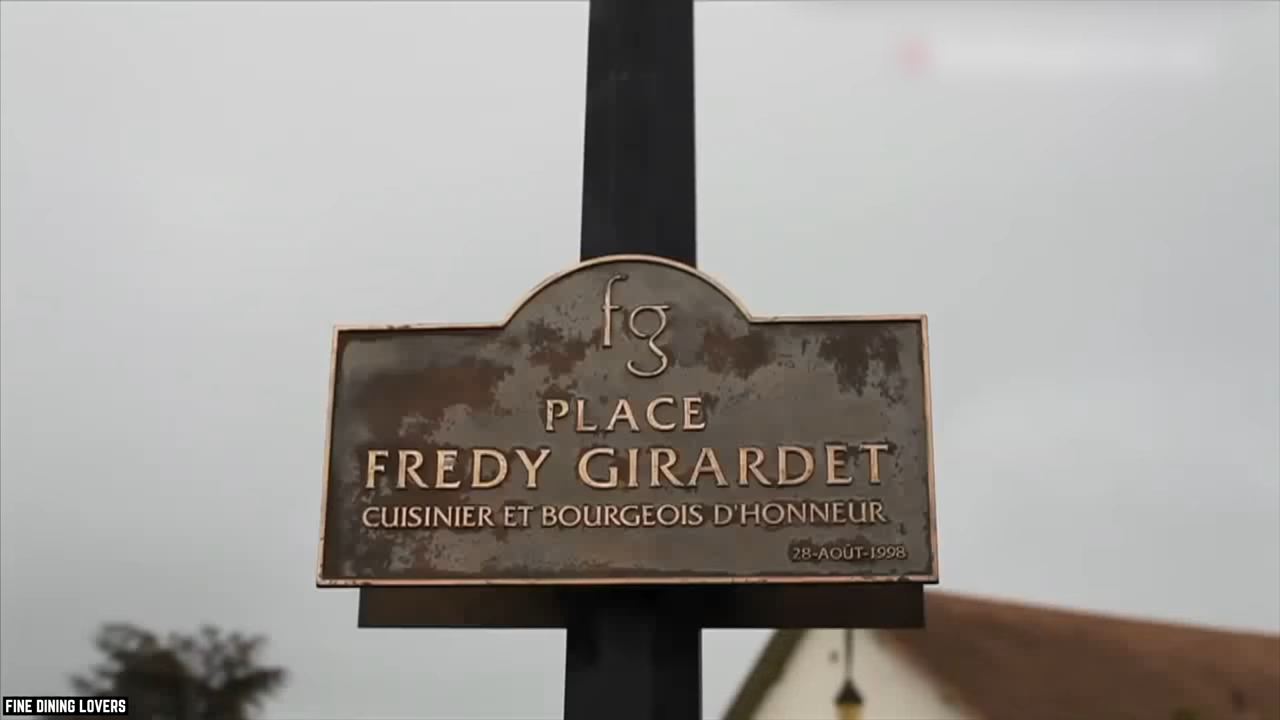 fg
PLACE
FREDY GIRARDET
CUISINIER ET BOURGEOIS D'HONNEUR
28-AOÛT-1998
FINE DINING LOVERS